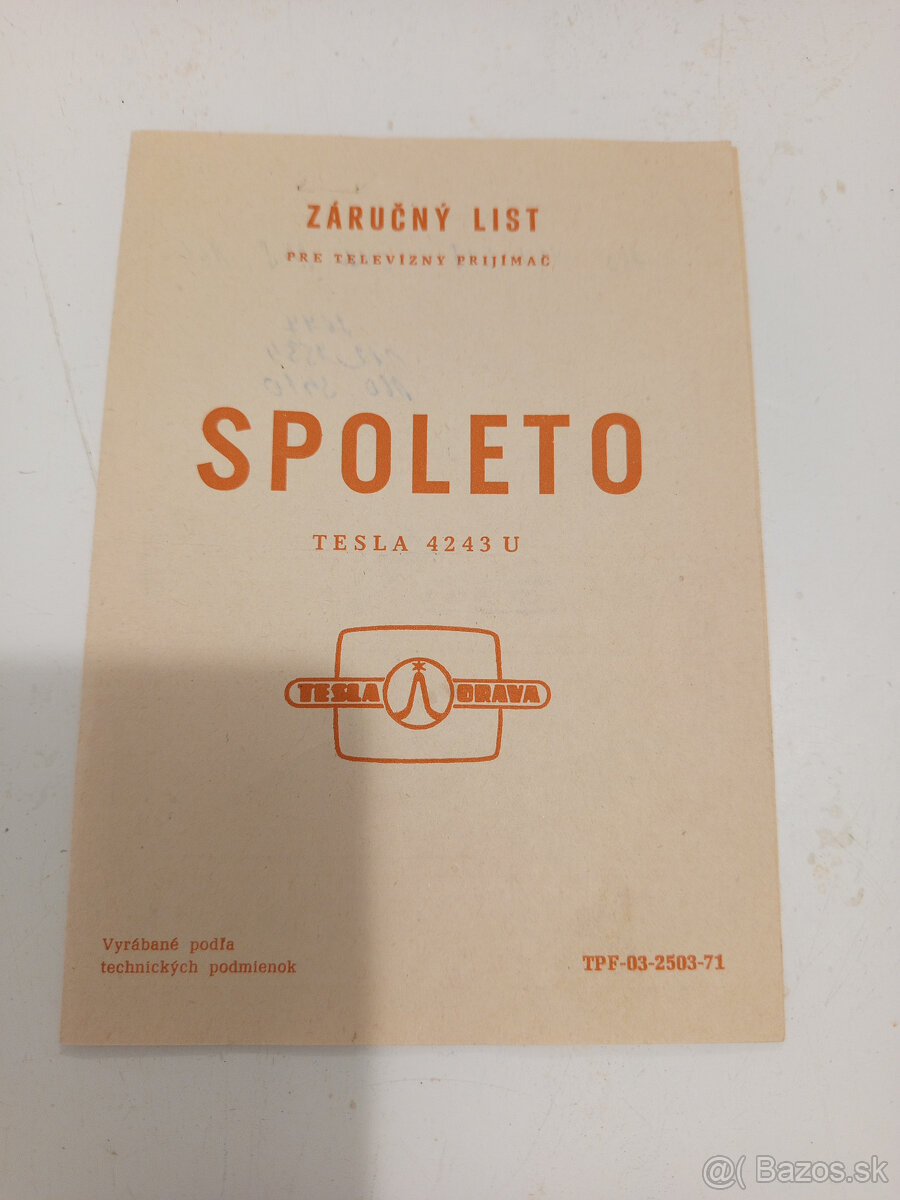 ZÁRUČNÝ LIST
PRE TELEVÍZNY PRIJÍMAČ
SPOLETO
TESLA 4243 U
TESLA ORAVA
Vyrábané podľa
technických podmienok
TPF-03-2503-71
@( Bazos.sk